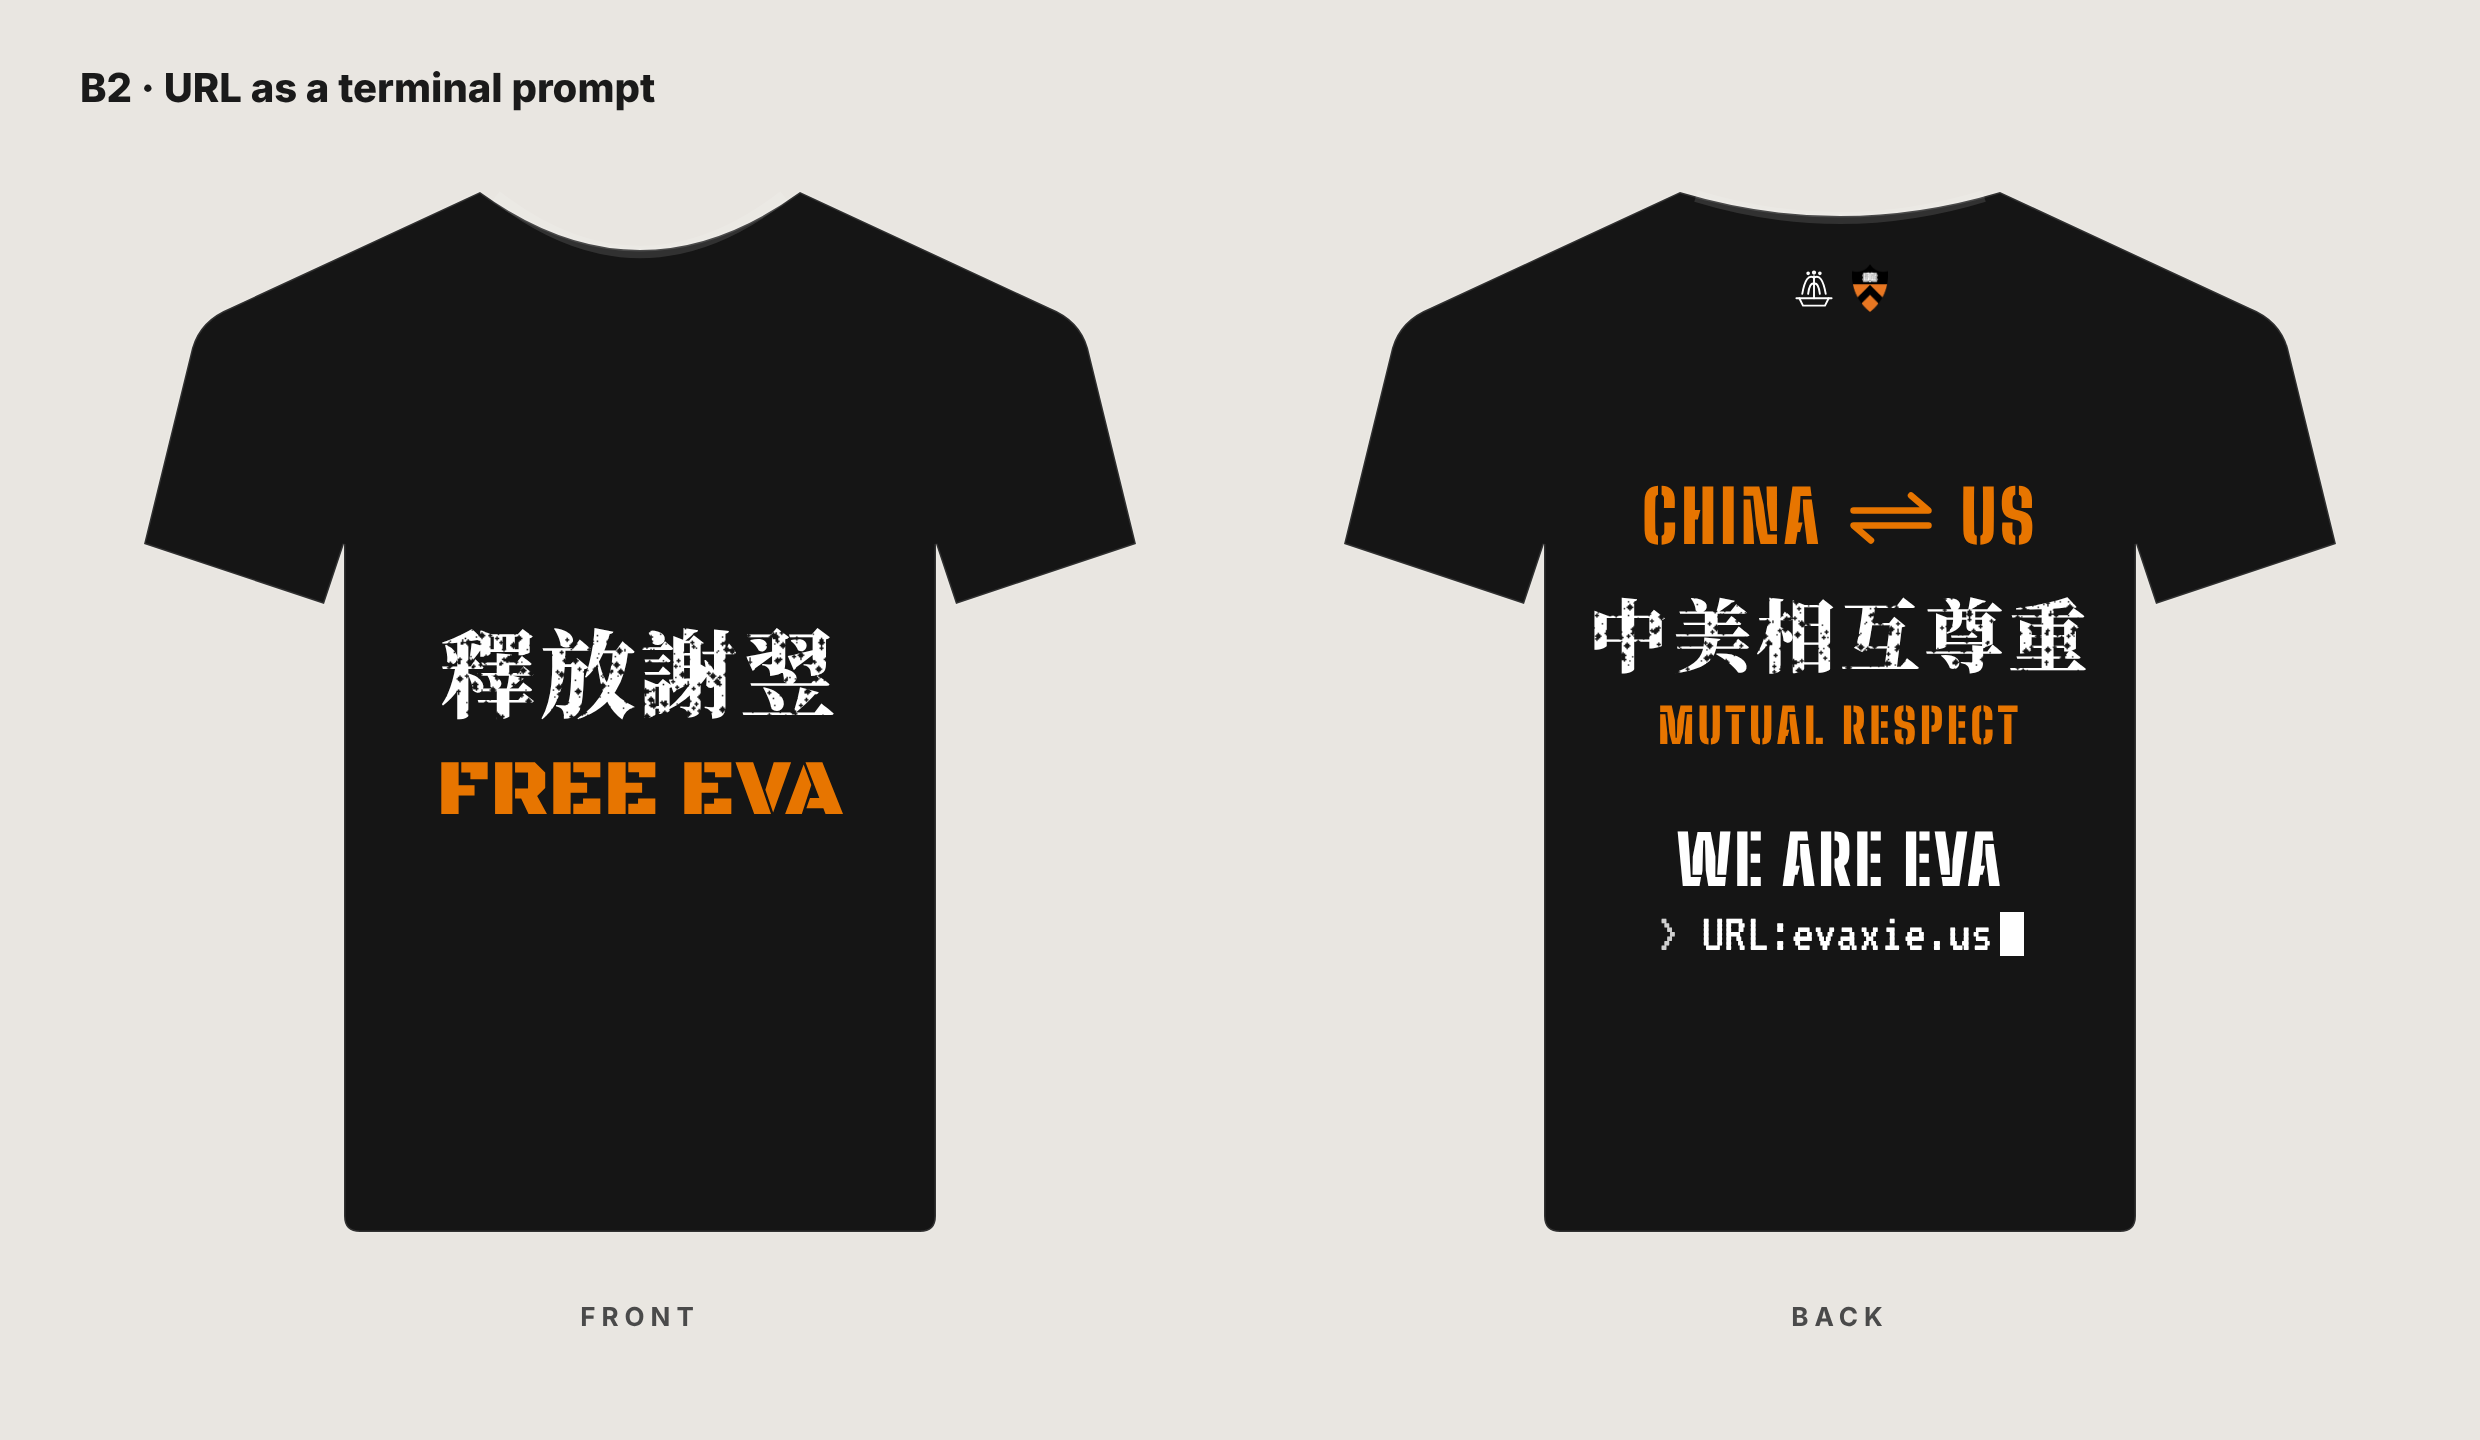 B2 · URL as a terminal prompt
釋放謝翌
FREE EVA
FRONT
CHINA ⇌ US
中美相互尊重
MUTUAL RESPECT
WE ARE EVA
❯ URL:evaxie.us
BACK